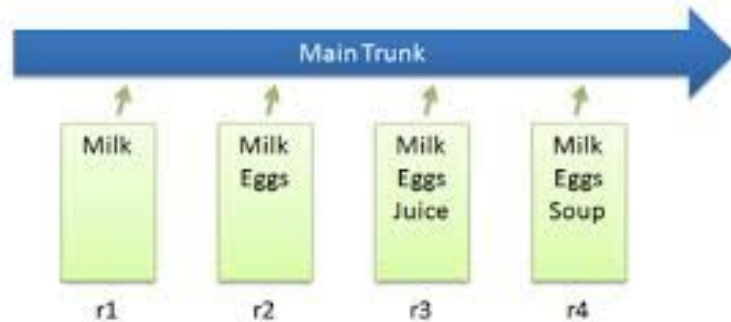 Main Trunk
Milk
Milk
Eggs
Milk
Eggs
Juice
Milk
Eggs
Soup
r1
r2
r3
r4